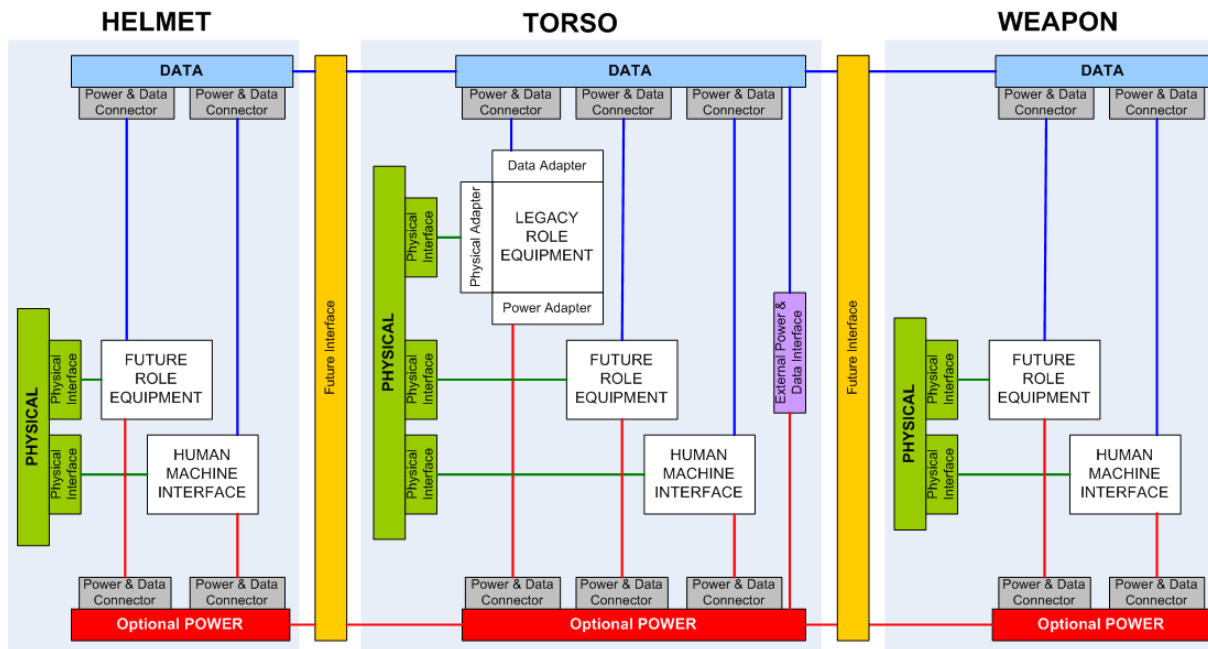 HELMET
TORSO
WEAPON
DATA
DATA
DATA
Power & Data
Connector
Power & Data
Connector
Power & Data
Connector
Power & Data
Connector
Power & Data
Connector
Power & Data
Connector
Power & Data
Connector
Data Adapter
Physical Adapter
LEGACY
ROLE
EQUIPMENT
Power Adapter
Physical
Interface
PHYSICAL
FUTURE
ROLE
EQUIPMENT
Physical
Interface
HUMAN
MACHINE
INTERFACE
Physical
Interface
Future Interface
PHYSICAL
Physical
Interface
FUTURE
ROLE
EQUIPMENT
Physical
Interface
HUMAN
MACHINE
INTERFACE
External Power &
Data Interface
Future Interface
PHYSICAL
Physical
Interface
FUTURE
ROLE
EQUIPMENT
Physical
Interface
HUMAN
MACHINE
INTERFACE
Power & Data
Connector
Power & Data
Connector
Power & Data
Connector
Power & Data
Connector
Power & Data
Connector
Power & Data
Connector
Power & Data
Connector
Optional POWER
Optional POWER
Optional POWER